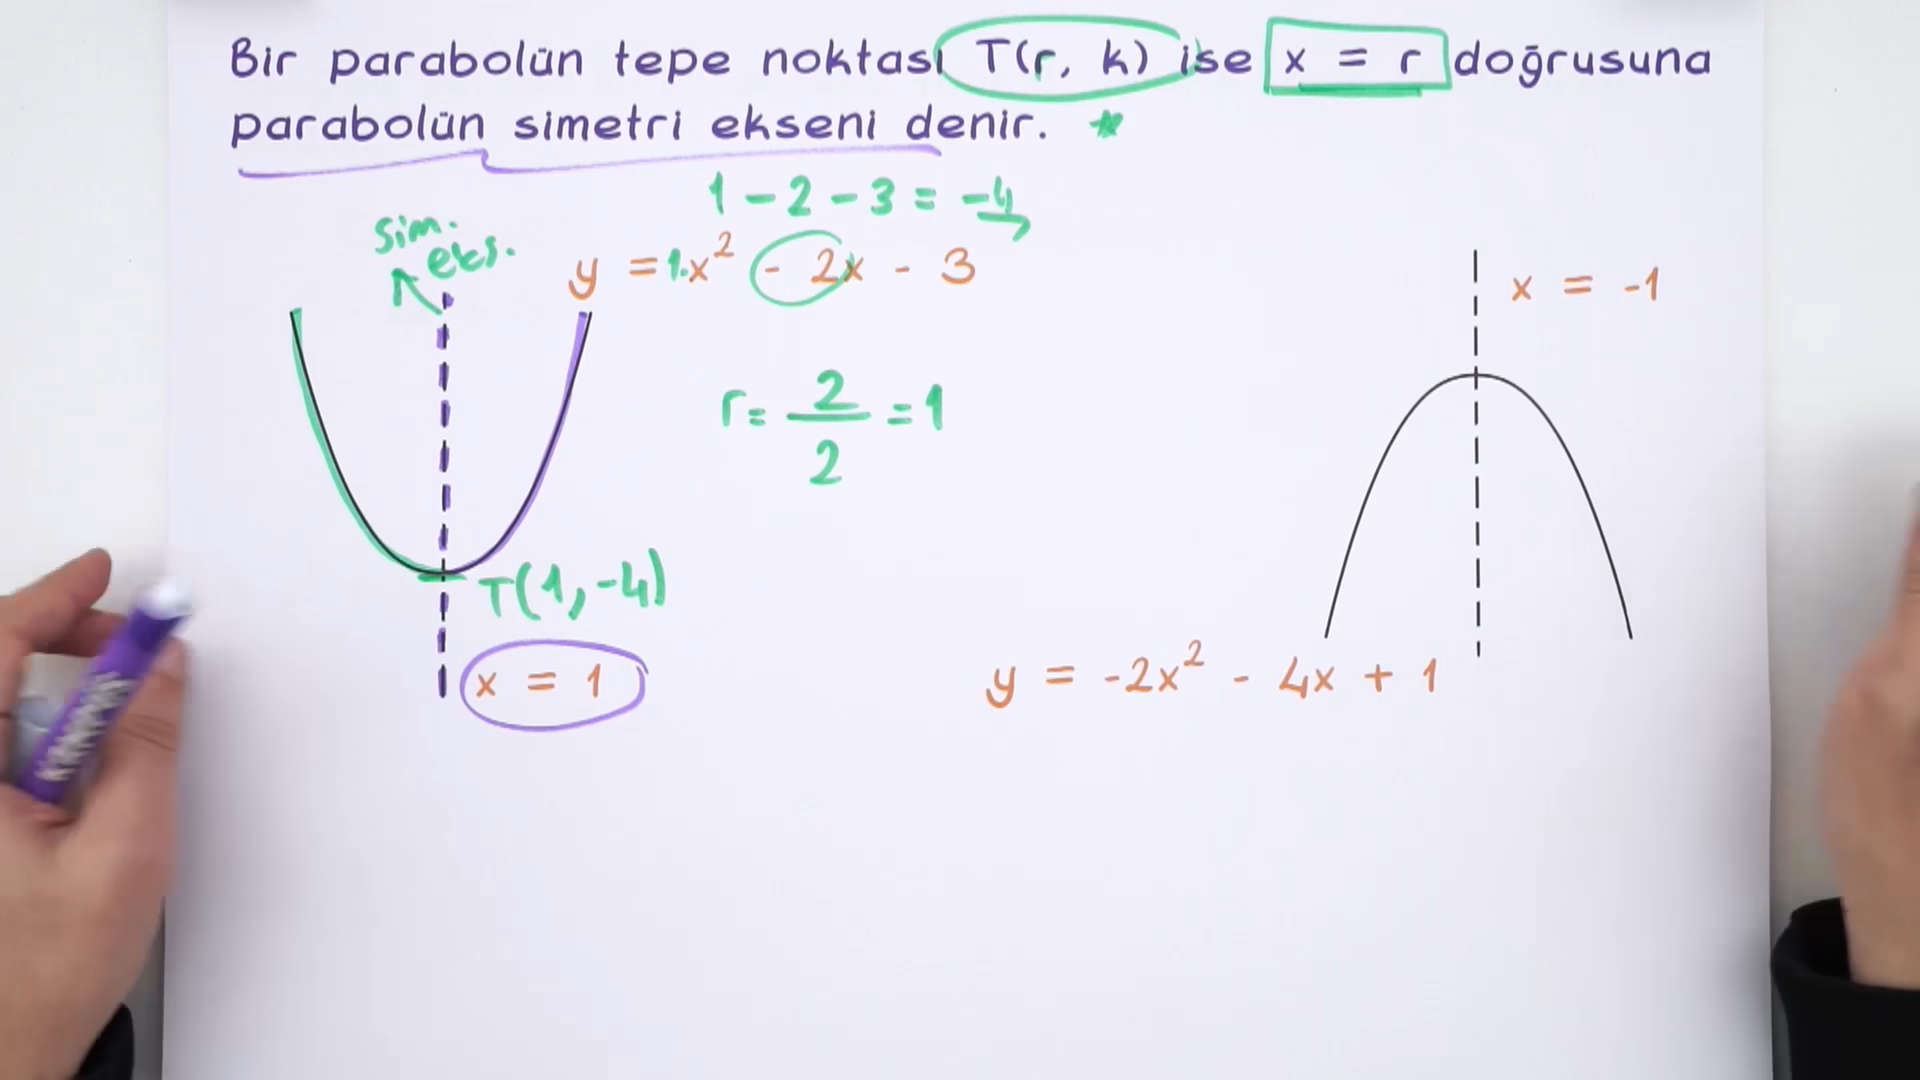 Bir parabolün tepe noktası T(r, k) ise x = r doğrusuna
parabolün simetri ekseni denir. *
1 - 2 - 3 = -4
sim.
eks.
y = 1.x² - 2x - 3
x = -1
r = 2/2 = 1
T(1, -4)
x = 1
y = -2x² - 4x + 1